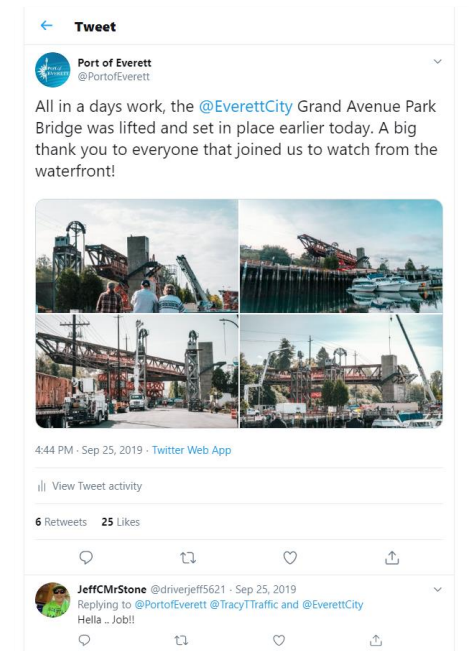 Tweet
Port of Everett
@PortofEverett
All in a days work, the @EverettCity Grand Avenue Park
Bridge was lifted and set in place earlier today. A big
thank you to everyone that joined us to watch from the
waterfront!
4:44 PM · Sep 25, 2019 · Twitter Web App
View Tweet activity
6 Retweets 25 Likes
JeffCMrStone @driverjeff5621 · Sep 25, 2019
Replying to @PortofEverett @TracyTTraffic and @EverettCity
Hella .. Job!!